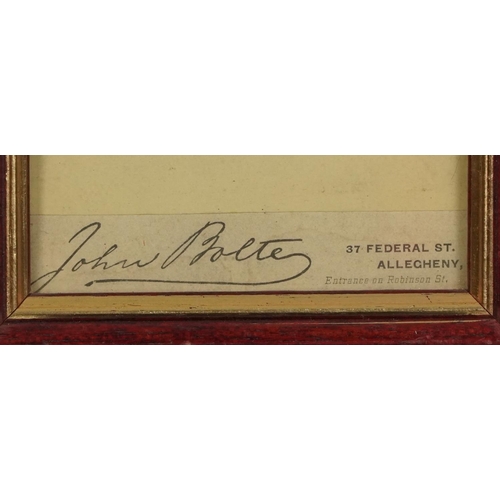 John Bolte
37 FEDERAL ST.
ALLEGHENY,
Entrance on Robinson St.